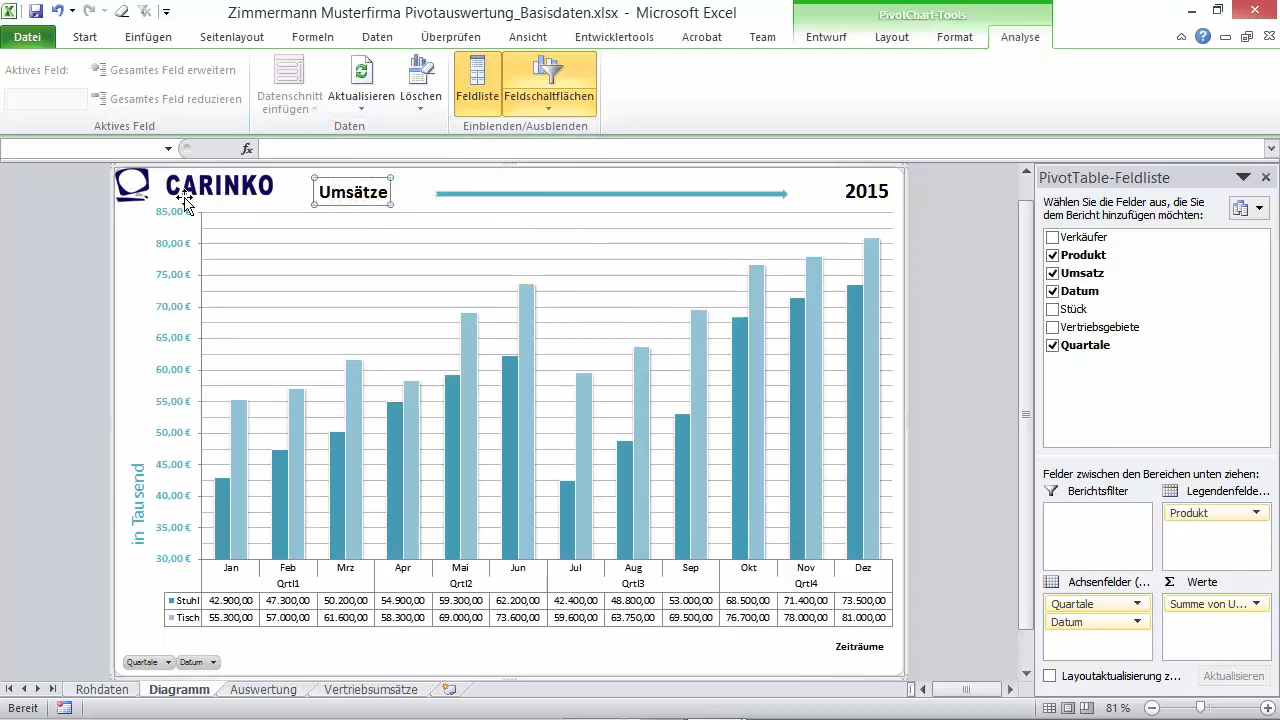 Zimmermann Musterfirma Pivotauswertung_Basisdaten.xlsx - Microsoft Excel
PivotChart-Tools
Datei Start Einfügen Seitenlayout Formeln Daten Überprüfen Ansicht Entwicklertools Acrobat Team Entwurf Layout Format Analyse
Aktives Feld:
Gesamtes Feld erweitern
Gesamtes Feld reduzieren
Datenschnitt einfügen
Aktualisieren
Löschen
Feldliste
Feldschaltflächen
Aktives Feld Daten Einblenden/Ausblenden
fx
CARINKO Umsätze 2015
85,00 €
80,00 €
75,00 €
70,00 €
65,00 €
60,00 €
55,00 €
50,00 €
45,00 €
40,00 €
35,00 €
30,00 €
in Tausend
Jan Feb Mrz Apr Mai Jun Jul Aug Sep Okt Nov Dez
Qrtl1 Qrtl2 Qrtl3 Qrtl4
Stuhl 42.900,00 47.300,00 50.200,00 54.900,00 59.300,00 62.200,00 42.400,00 48.800,00 53.000,00 68.500,00 71.400,00 73.500,00
Tisch 55.300,00 57.000,00 61.600,00 58.300,00 69.000,00 73.600,00 59.600,00 63.750,00 69.500,00 76.700,00 78.000,00 81.000,00
Zeiträume
Quartale Datum
PivotTable-Feldliste
Wählen Sie die Felder aus, die Sie
dem Bericht hinzufügen möchten:
Verkäufer
Produkt
Umsatz
Datum
Stück
Vertriebsgebiete
Quartale
Felder zwischen den Bereichen unten ziehen:
Berichtsfilter Legendenfelde...
Produkt
Achsenfelder (... Σ Werte
Quartale Summe von U...
Datum
Layoutaktualisierung z... Aktualisieren
Rohdaten Diagramm Auswertung Vertriebsumsätze
Bereit 81 %